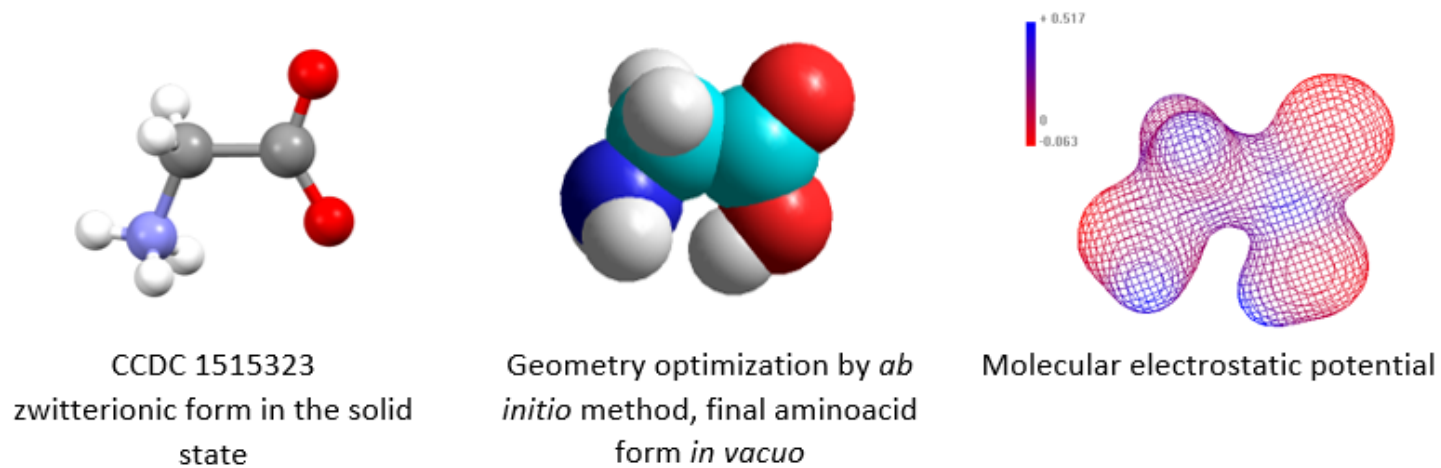 + 0.517
0
-0.063
CCDC 1515323
zwitterionic form in the solid
state
Geometry optimization by ab
initio method, final aminoacid
form in vacuo
Molecular electrostatic potential